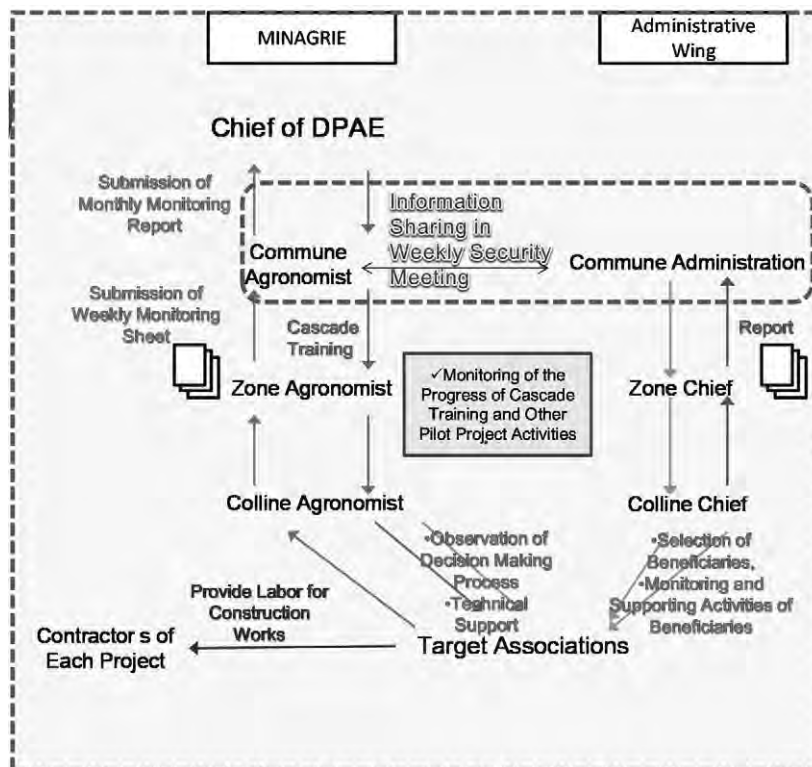 MINAGRIE
Administrative
Wing
Chief of DPAE
Submission of
Monthly Monitoring
Report
Information
Sharing in
Weekly Security
Meeting
Commune
Agronomist
Commune Administration
Submission of
Weekly Monitoring
Sheet
Cascade
Training
Report
Zone Agronomist
✓Monitoring of the
Progress of Cascade
Training and Other
Pilot Project Activities
Zone Chief
Colline Agronomist
Colline Chief
•Observation of
Decision Making
Process
•Technical
Support
•Selection of
Beneficiaries,
•Monitoring and
Supporting Activities of
Beneficiaries
Provide Labor for
Construction
Works
Contractor s of
Each Project
Target Associations